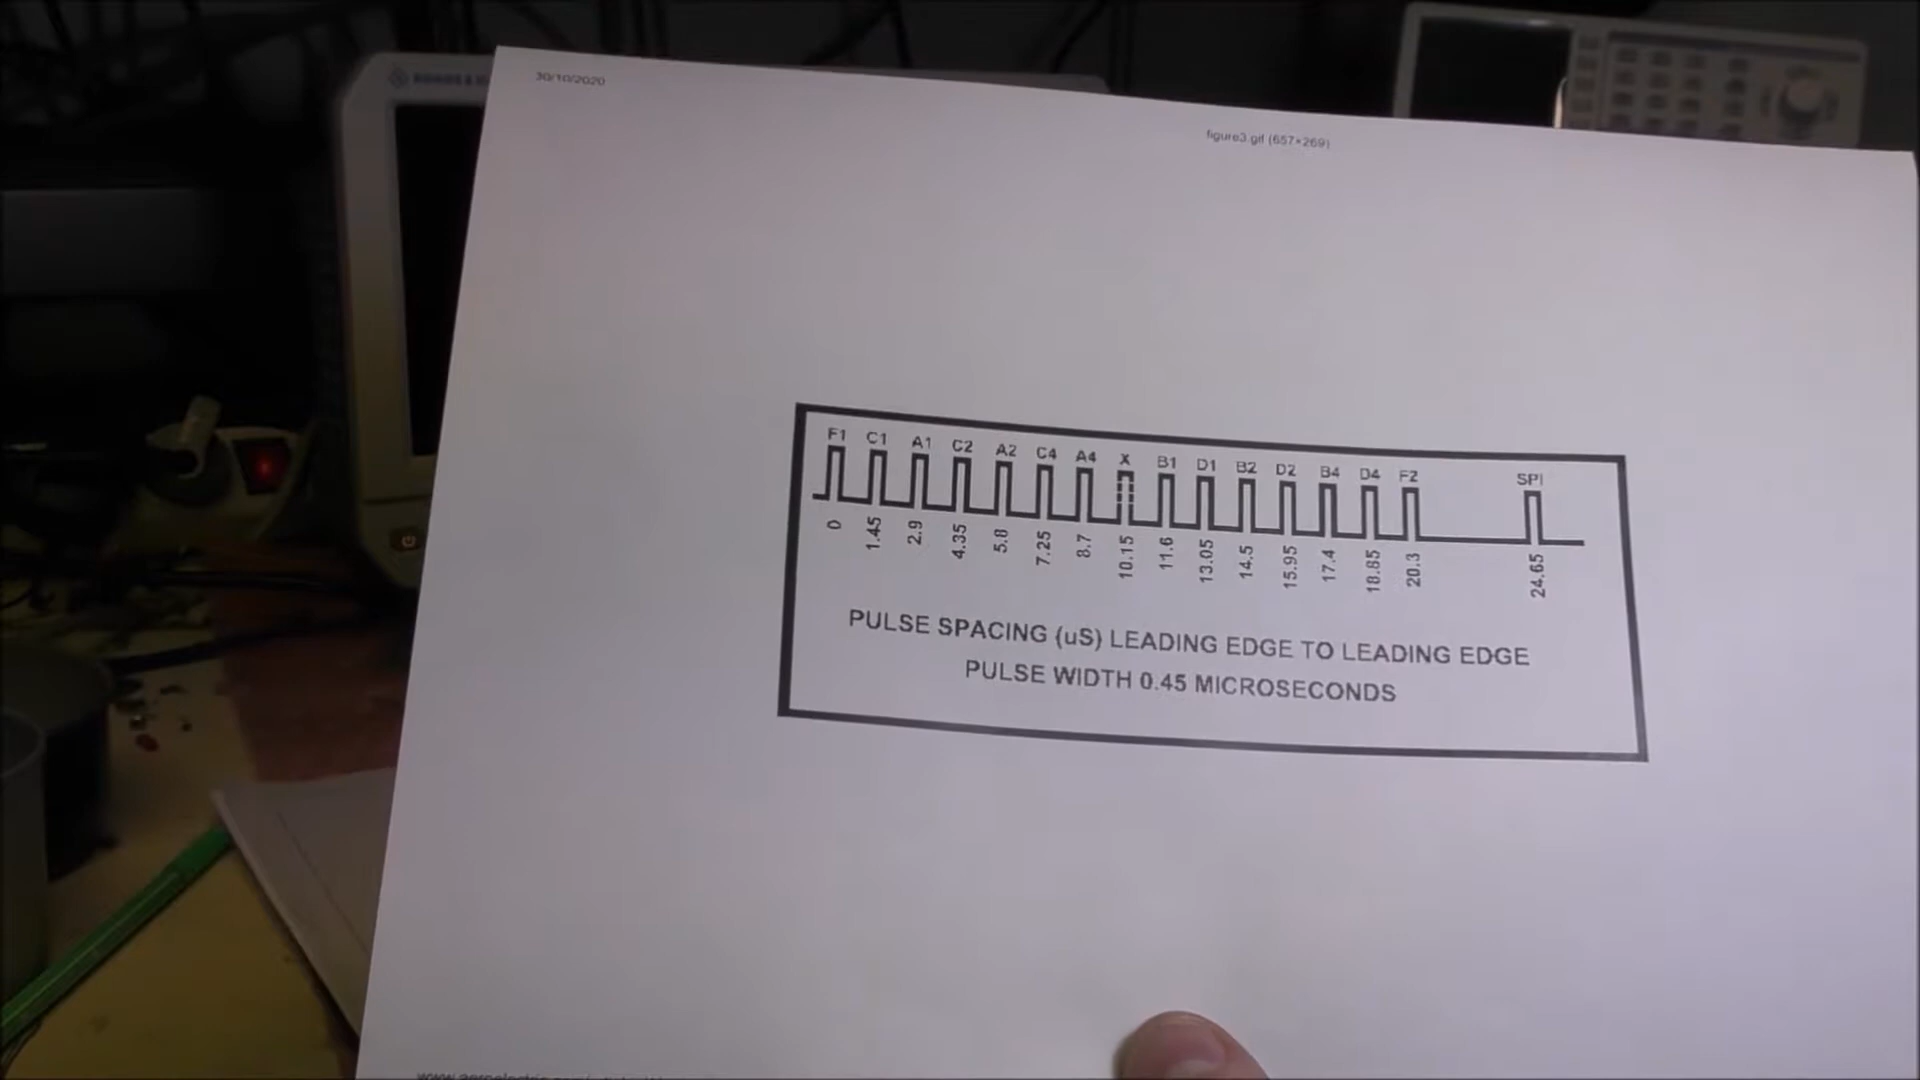 30/10/2020
figure3.gif (657×269)
F1 C1 A1 C2 A2 C4 A4 X B1 D1 B2 D2 B4 D4 F2 SPI
0 1.45 2.9 4.35 5.8 7.25 8.7 10.15 11.6 13.05 14.5 15.95 17.4 18.85 20.3 24.65
PULSE SPACING (uS) LEADING EDGE TO LEADING EDGE
PULSE WIDTH 0.45 MICROSECONDS